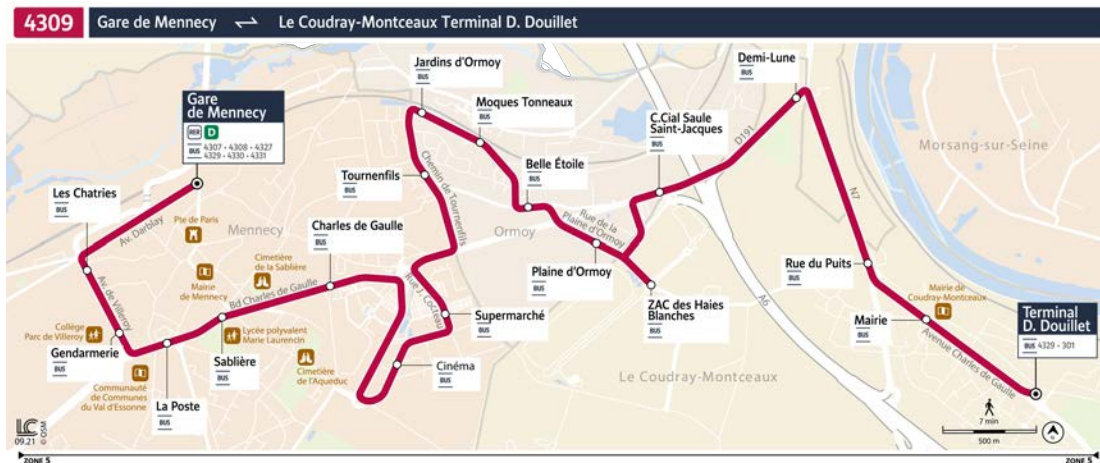 4309 Gare de Mennecy ⇌ Le Coudray-Montceaux Terminal D. Douillet
Gare
de Mennecy
RER D
BUS 4307 • 4308 • 4327
4329 • 4330 • 4331
Les Chatries
BUS
Av. Darblay
Pte de Paris
Mennecy
Mairie
de Mennecy
Av. de Villeroy
Collège
Parc de Villeroy
Gendarmerie
BUS
Communauté
de Communes
du Val d'Essonne
La Poste
BUS
Sablière
BUS
Lycée polyvalent
Marie Laurencin
Cimetière
de la Sablière
Bd Charles de Gaulle
Charles de Gaulle
BUS
Cimetière
de l'Aqueduc
Cinéma
BUS
Supermarché
BUS
Rue J. Cocteau
Chemin de Tournenfils
Tournenfils
BUS
Jardins d'Ormoy
BUS
Moques Tonneaux
BUS
Belle Étoile
BUS
Ormoy
Rue de la
Plaine d'Ormoy
Plaine d'Ormoy
BUS
ZAC des Haies
Blanches
BUS
C.Cial Saule
Saint-Jacques
BUS
D191
Demi-Lune
BUS
A6
N7
Morsang-sur-Seine
Le Coudray-Montceaux
Rue du Puits
BUS
Mairie de
Coudray-Montceaux
Mairie
BUS
Avenue Charles de Gaulle
Terminal
D. Douillet
BUS 4329 • 301
7 min
500 m
N
LC
09.21
© OSM
ZONE 5 ZONE 5